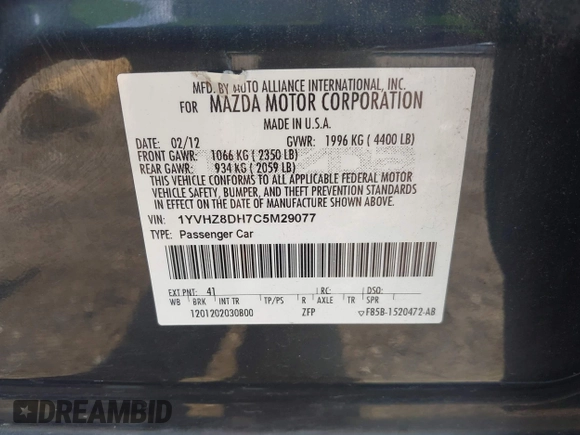 MFD. BY AUTO ALLIANCE INTERNATIONAL, INC.
FOR MAZDA MOTOR CORPORATION
MADE IN U.S.A.
DATE: 02/12 GVWR: 1996 KG ( 4400 LB)
FRONT GAWR: 1066 KG ( 2350 LB)
REAR GAWR: 934 KG ( 2059 LB)
THIS VEHICLE CONFORMS TO ALL APPLICABLE FEDERAL MOTOR
VEHICLE SAFETY, BUMPER, AND THEFT PREVENTION STANDARDS
IN EFFECT ON THE DATE OF MANUFACTURE SHOWN ABOVE.
VIN: 1YVHZ8DH7C5M29077
TYPE: Passenger Car
EXT PNT: 41 RC: DSO:
WB BRK INT TR TP/PS R AXLE TR SPR
1201202030800 ZFP ▽FB5B-1520472-AB
DREAMBID